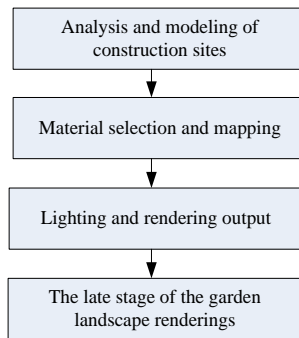 Analysis and modeling of
construction sites
Material selection and mapping
Lighting and rendering output
The late stage of the garden
landscape renderings